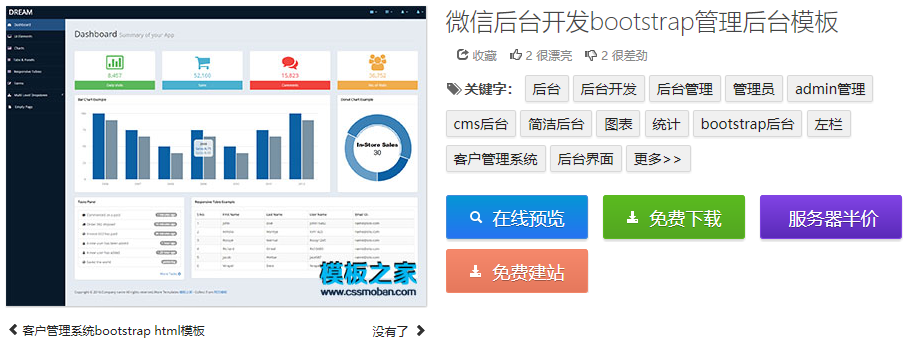 DREAM
Dashboard
Dashboard Summary of your App
UI Elements
Charts
Tabs & Panels
Responsive Tables
Forms
Multi-Level Dropdown
Empty Page
8,457
52,160
15,823
36,752
Daily Visits
Sales
Comments
No. of Visits
Bar Chart Example
Donut Chart Example
In-Store Sales
30
Tasks Panel
Responsive Table Example
S No.
First Name
Last Name
User Name
Email ID.
模板之家
www.cssmoban.com
客户管理系统bootstrap html模板
没有了
微信后台开发bootstrap管理后台模板
收藏 2 很漂亮 2 很差劲
关键字: 后台 后台开发 后台管理 管理员 admin管理
cms后台 简洁后台 图表 统计 bootstrap后台 左栏
客户管理系统 后台界面 更多>>
在线预览 免费下载 服务器半价
免费建站